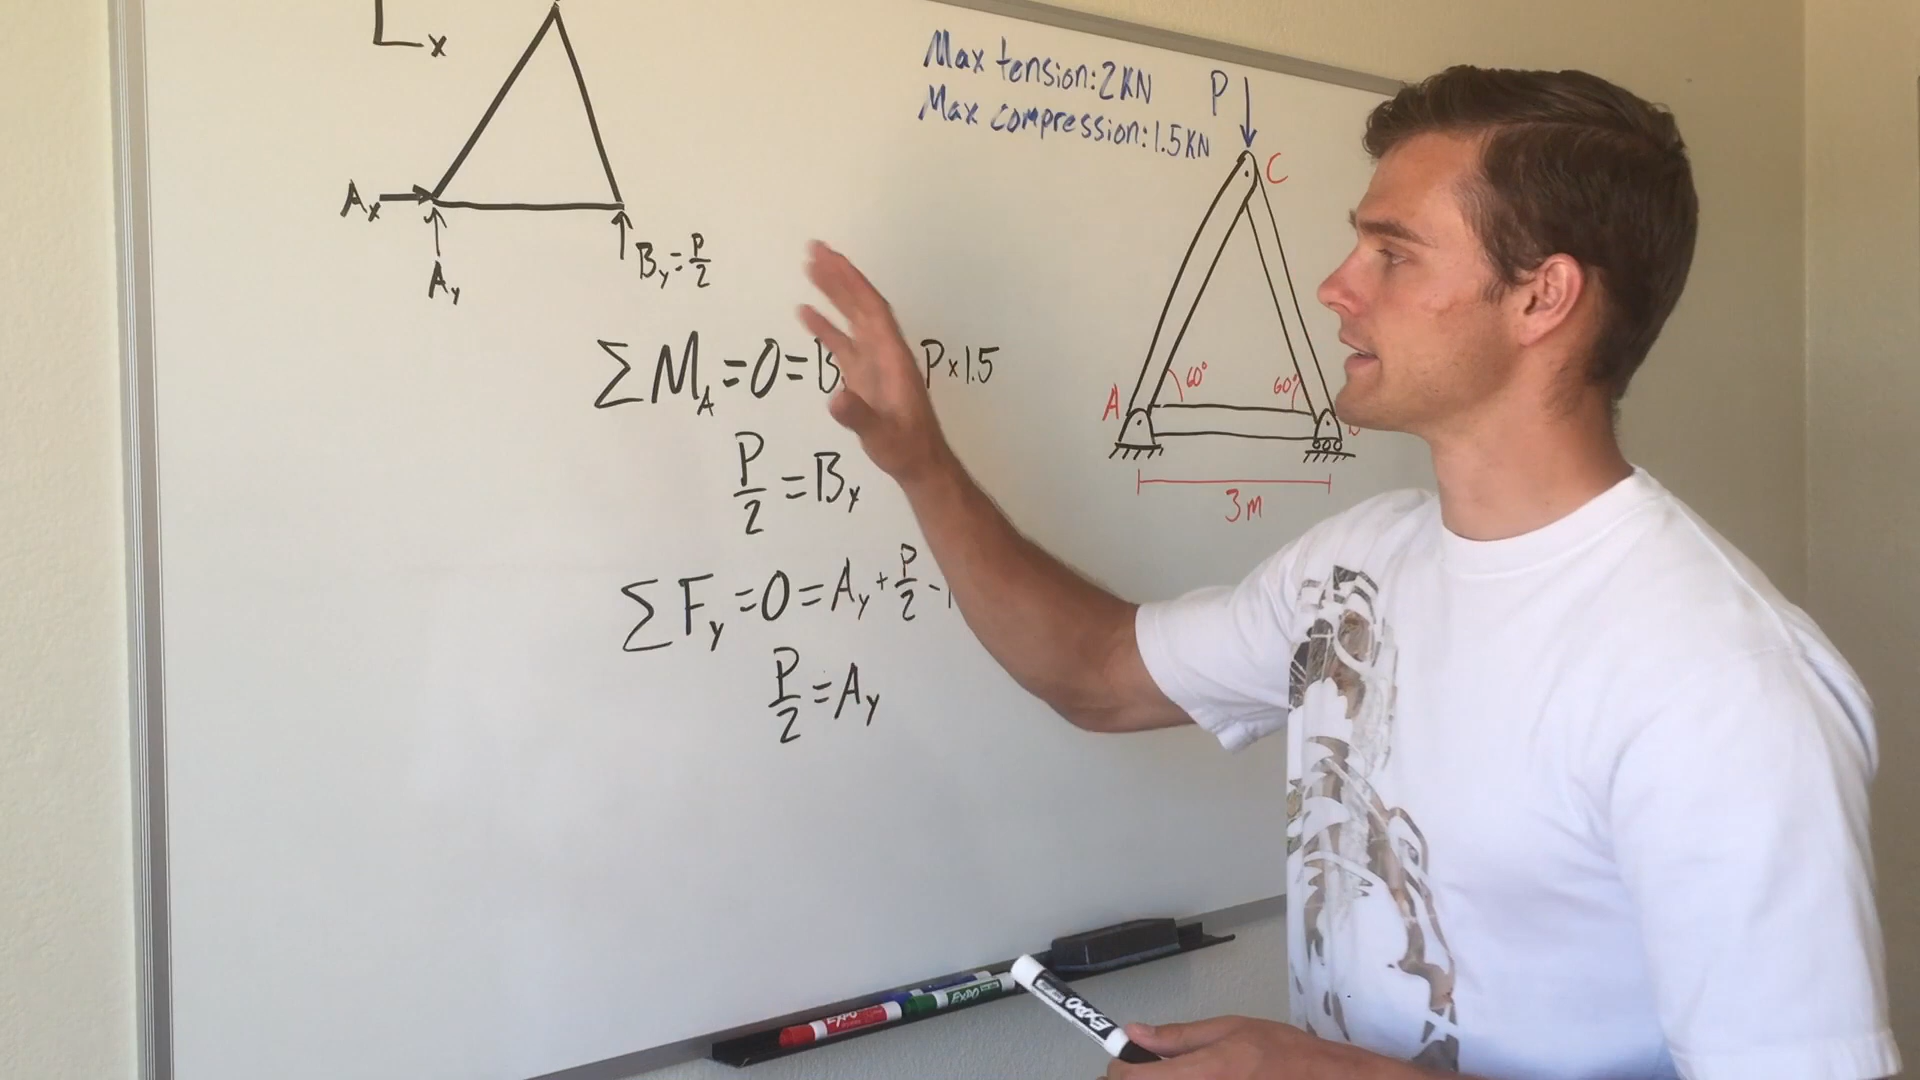 x
Max tension: 2KN
P
Max compression: 1.5KN
C
Ax
By = P/2
Ay
ΣM_A = 0 = B P x 1.5
60° 60°
A
P/2 = By
3m
ΣFy = 0 = Ay + P/2 -
P/2 = Ay
EXPO
EXPO
EXPO